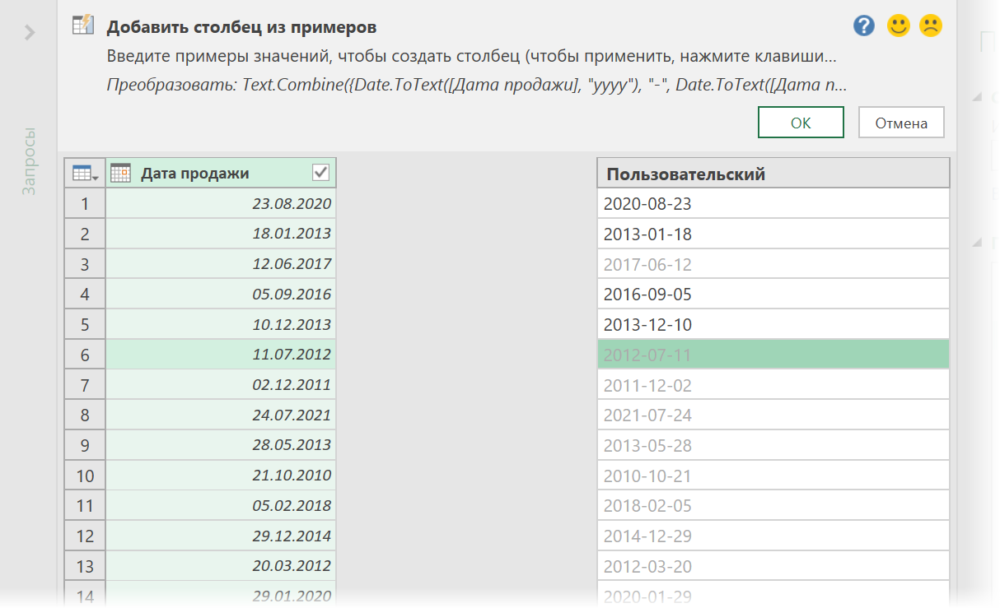 Добавить столбец из примеров
Введите примеры значений, чтобы создать столбец (чтобы применить, нажмите клавиши...
Преобразовать: Text.Combine({Date.ToText([Дата продажи], "yyyy"), "-", Date.ToText([Дата п...
ОК Отмена
Запросы
Дата продажи Пользовательский
1 23.08.2020 2020-08-23
2 18.01.2013 2013-01-18
3 12.06.2017 2017-06-12
4 05.09.2016 2016-09-05
5 10.12.2013 2013-12-10
6 11.07.2012 2012-07-11
7 02.12.2011 2011-12-02
8 24.07.2021 2021-07-24
9 28.05.2013 2013-05-28
10 21.10.2010 2010-10-21
11 05.02.2018 2018-02-05
12 29.12.2014 2014-12-29
13 20.03.2012 2012-03-20
14 29.01.2020 2020-01-29